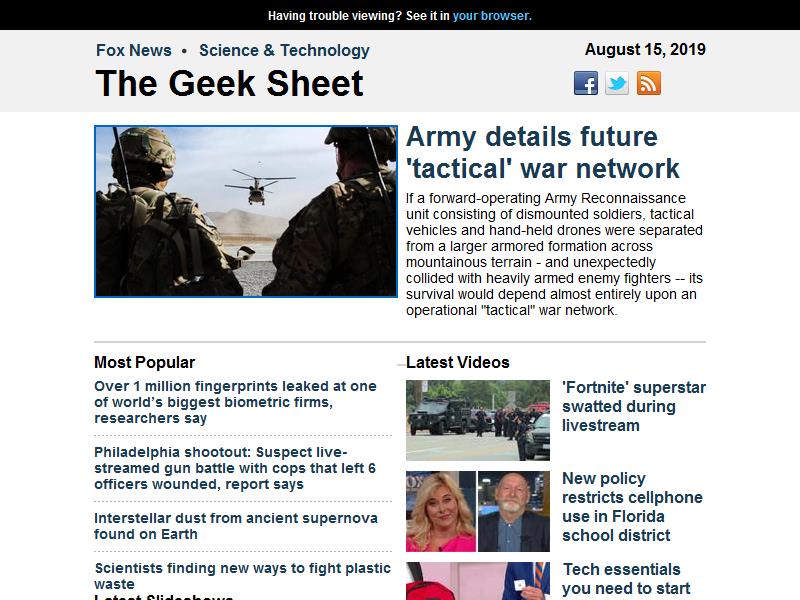 Having trouble viewing? See it in your browser.
Fox News • Science & Technology
August 15, 2019
The Geek Sheet
Army details future
'tactical' war network
If a forward-operating Army Reconnaissance
unit consisting of dismounted soldiers, tactical
vehicles and hand-held drones were separated
from a larger armored formation across
mountainous terrain - and unexpectedly
collided with heavily armed enemy fighters -- its
survival would depend almost entirely upon an
operational "tactical" war network.
Most Popular
Over 1 million fingerprints leaked at one
of world’s biggest biometric firms,
researchers say
Philadelphia shootout: Suspect live-
streamed gun battle with cops that left 6
officers wounded, report says
Interstellar dust from ancient supernova
found on Earth
Scientists finding new ways to fight plastic
waste
Latest Slideshows
Latest Videos
'Fortnite' superstar
swatted during
livestream
New policy
restricts cellphone
use in Florida
school district
Tech essentials
you need to start